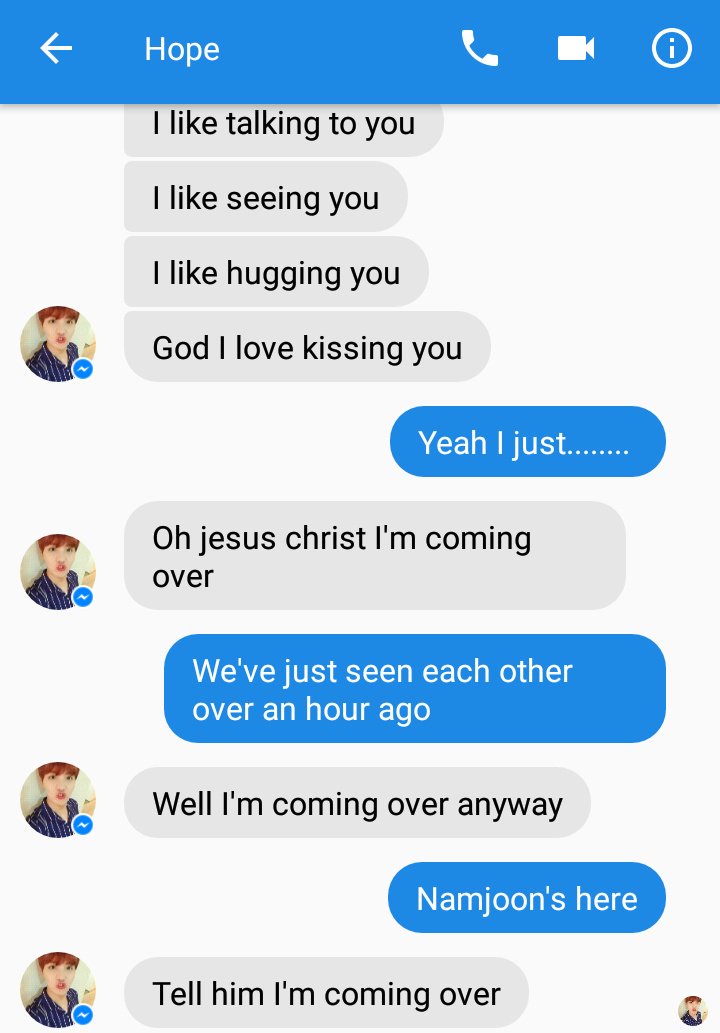 Hope
I like talking to you
I like seeing you
I like hugging you
God I love kissing you
Yeah I just........
Oh jesus christ I'm coming
over
We've just seen each other
over an hour ago
Well I'm coming over anyway
Namjoon's here
Tell him I'm coming over